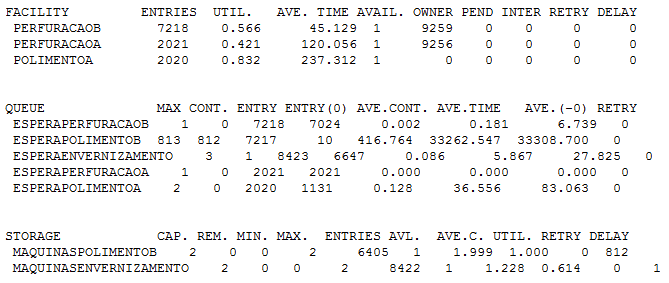 FACILITY ENTRIES UTIL. AVE. TIME AVAIL. OWNER PEND INTER RETRY DELAY
PERFURACAOB 7218 0.566 45.129 1 9259 0 0 0 0
PERFURACAOA 2021 0.421 120.056 1 9256 0 0 0 0
POLIMENTOA 2020 0.832 237.312 1 0 0 0 0 0
QUEUE MAX CONT. ENTRY ENTRY(0) AVE.CONT. AVE.TIME AVE.(-0) RETRY
ESPERAPERFURACAOB 1 0 7218 7024 0.002 0.181 6.739 0
ESPERAPOLIMENTOB 813 812 7217 10 416.764 33262.547 33308.700 0
ESPERAENVERNIZAMENTO 3 1 8423 6647 0.086 5.867 27.825 0
ESPERAPERFURACAOA 1 0 2021 2021 0.000 0.000 0.000 0
ESPERAPOLIMENTOA 2 0 2020 1131 0.128 36.556 83.063 0
STORAGE CAP. REM. MIN. MAX. ENTRIES AVL. AVE.C. UTIL. RETRY DELAY
MAQUINASPOLIMENTOB 2 0 0 2 6405 1 1.999 1.000 0 812
MAQUINASENVERNIZAMENTO 2 0 0 2 8422 1 1.228 0.614 0 1